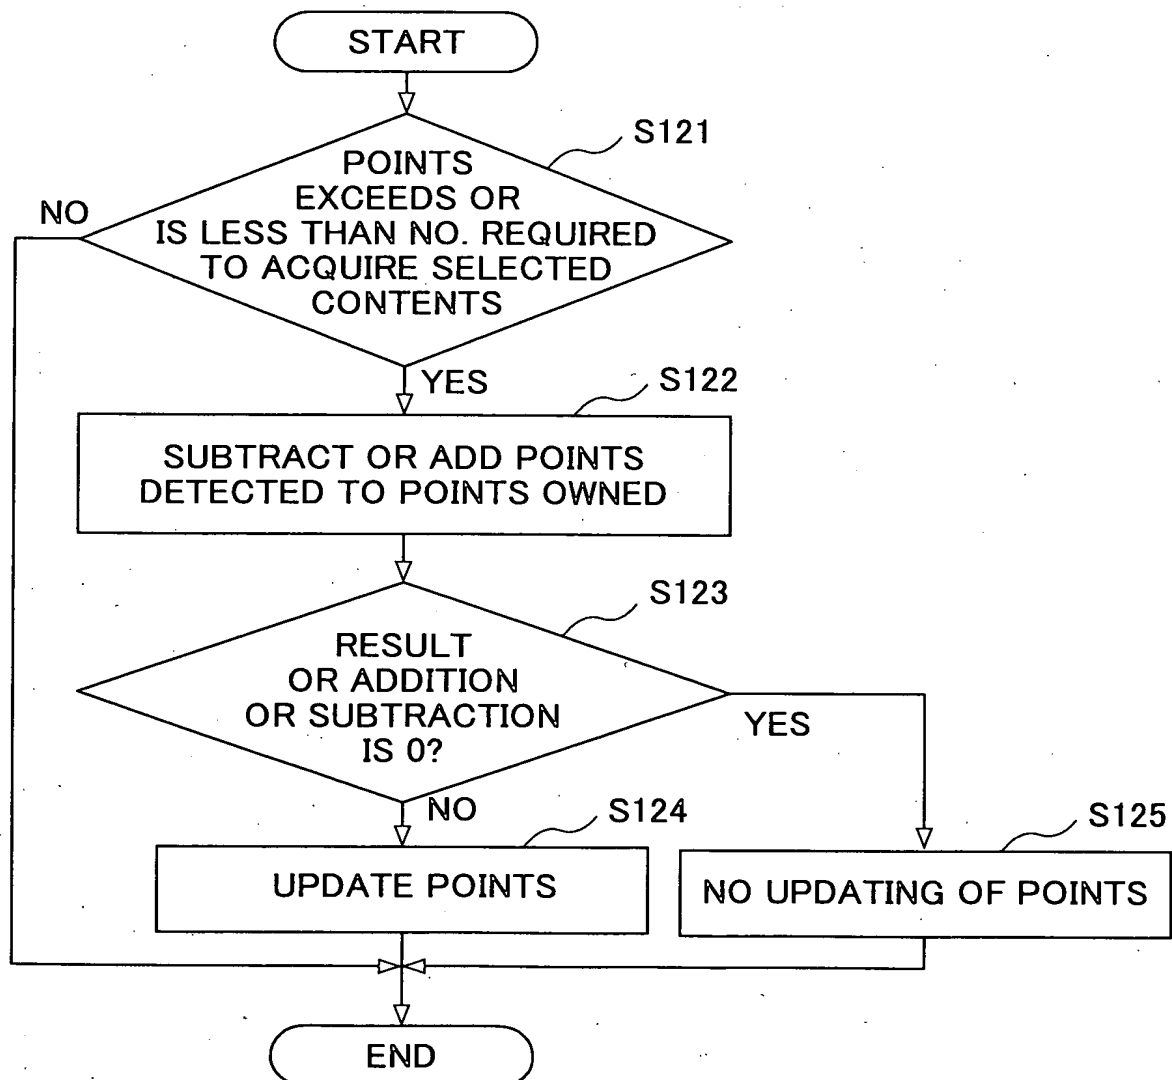 START
S121
POINTS
EXCEEDS OR
IS LESS THAN NO. REQUIRED
TO ACQUIRE SELECTED
CONTENTS
NO
YES
S122
SUBTRACT OR ADD POINTS
DETECTED TO POINTS OWNED
S123
RESULT
OR ADDITION
OR SUBTRACTION
IS 0?
YES
NO
S124
UPDATE POINTS
S125
NO UPDATING OF POINTS
END